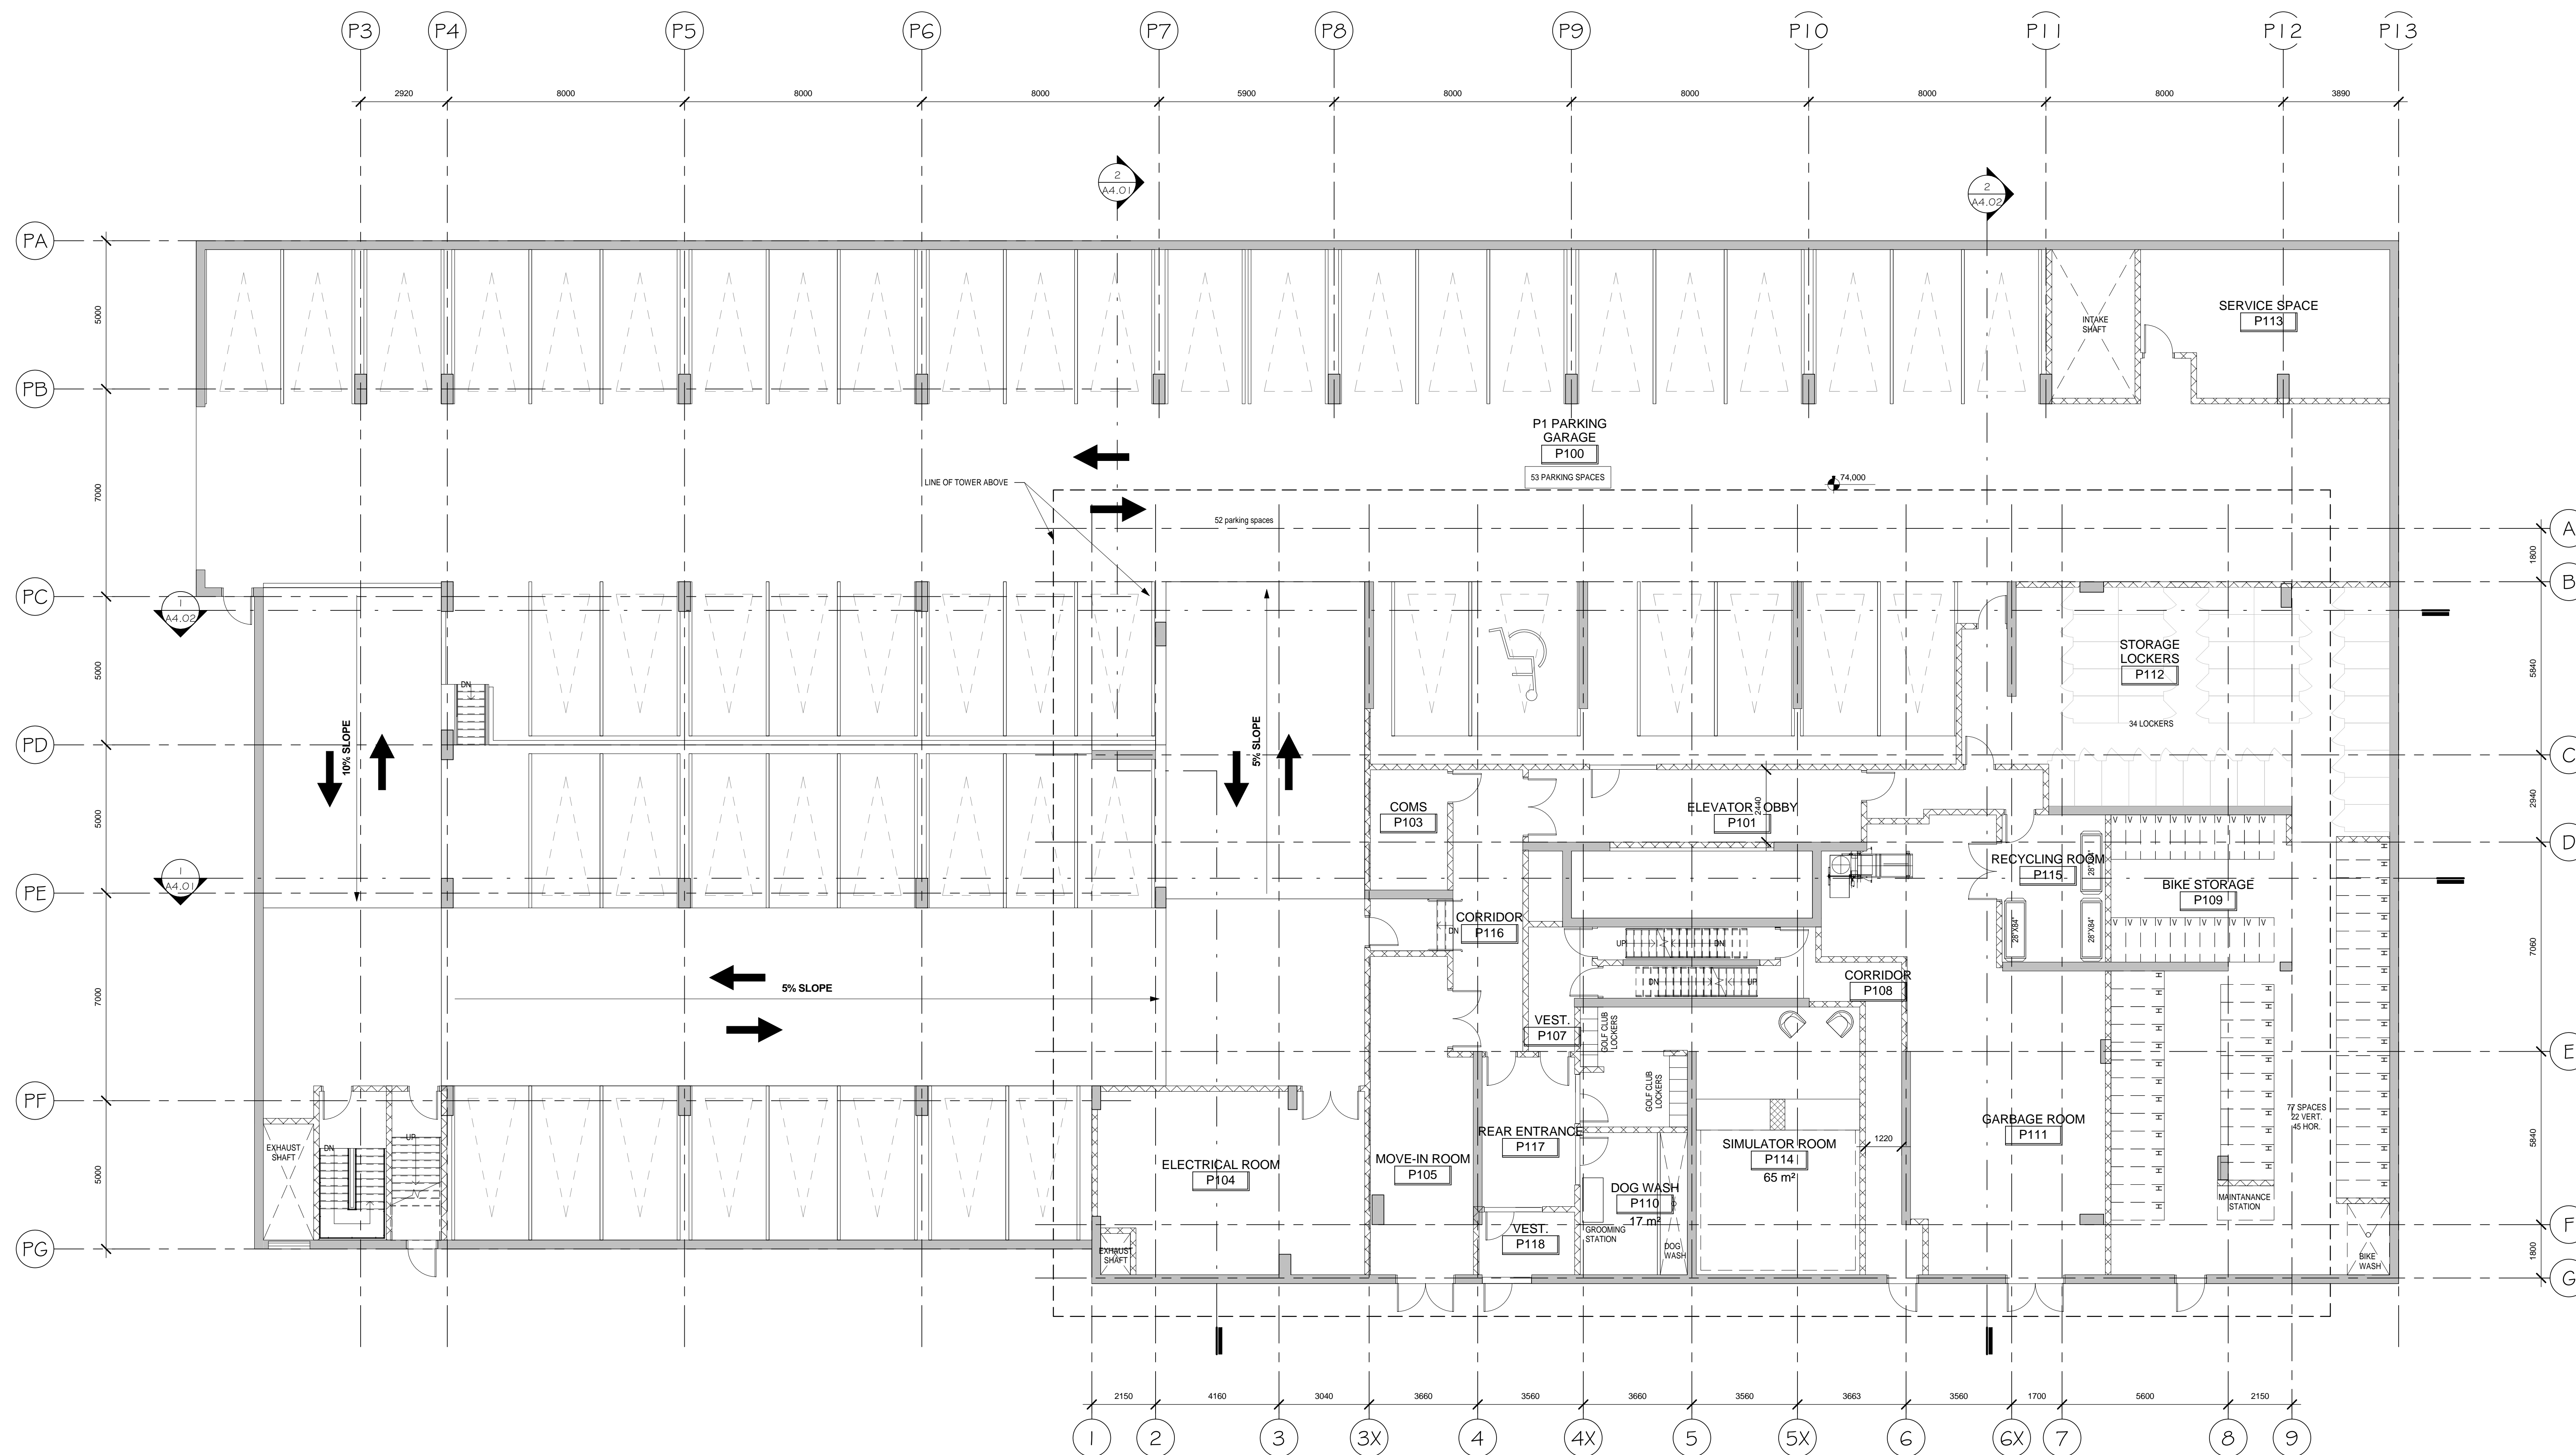 P3
P4
P5
P6
P7
P8
P9
P10
P11
P12
P13
2920
8000
8000
8000
5900
8000
8000
8000
8000
3890
2
A4.01
2
A4.02
PA
PB
PC
PD
PE
PF
PG
5000
7000
5000
5000
7000
5000
INTAKE
SHAFT
SERVICE SPACE
P113
P1 PARKING
GARAGE
P100
53 PARKING SPACES
74,000
LINE OF TOWER ABOVE
52 parking spaces
1
A4.02
1
A4.01
DN
10% SLOPE
5% SLOPE
5% SLOPE
STORAGE
LOCKERS
P112
34 LOCKERS
COMS
P103
ELEVATOR LOBBY
P101
2440
RECYCLING ROOM
P115
28"X84"
28"X84"
28"X84"
BIKE STORAGE
P109
V V V V V V V V V V V
V V V V V V V V V V V
CORRIDOR
P116
DN
UP
DN
DN
UP
CORRIDOR
P108
VEST.
P107
GOLF CLUB
LOCKERS
GOLF CLUB
LOCKERS
REAR ENTRANCE
P117
SIMULATOR ROOM
P114
65 m²
1220
GARBAGE ROOM
P111
77 SPACES
22 VERT.
45 HOR.
EXHAUST
SHAFT
DN
UP
ELECTRICAL ROOM
P104
MOVE-IN ROOM
P105
DOG WASH
P110
17 m²
GROOMING
STATION
DOG
WASH
VEST.
P118
EXHAUST
SHAFT
MAINTANANCE
STATION
BIKE
WASH
A
B
C
D
E
F
G
1800
5840
2940
7060
5840
1800
2150
4160
3040
3660
3560
3660
3560
3663
3560
1700
5600
2150
1
2
3
3X
4
4X
5
5X
6
6X
7
8
9